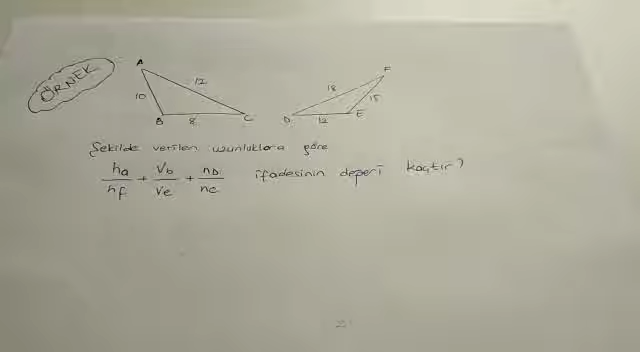 ÖRNEK
A
12
10
B
8
C
F
18
15
D
12
E
Şekilde verilen uzunluklara göre
ha/hf + Vb/Ve + nb/nc ifadesinin değeri kaçtır?